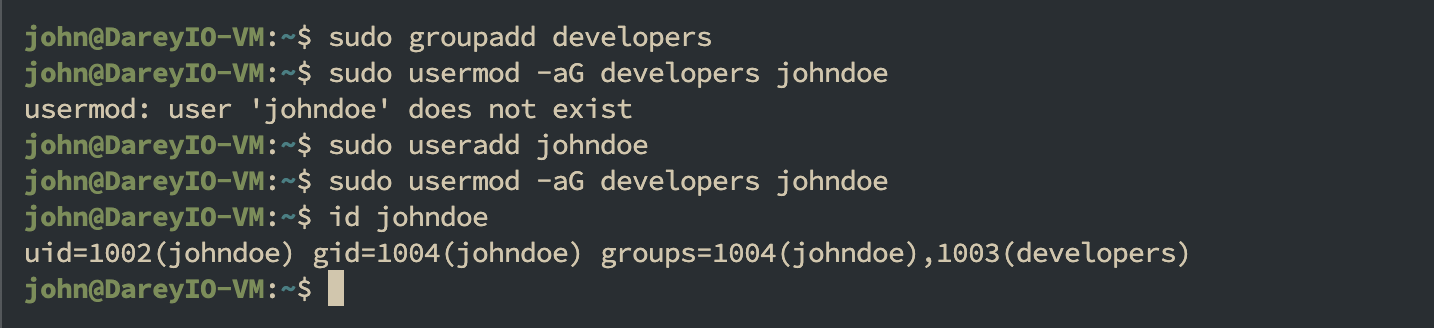 john@DareyIO-VM:~$ sudo groupadd developers
john@DareyIO-VM:~$ sudo usermod -aG developers johndoe
usermod: user 'johndoe' does not exist
john@DareyIO-VM:~$ sudo useradd johndoe
john@DareyIO-VM:~$ sudo usermod -aG developers johndoe
john@DareyIO-VM:~$ id johndoe
uid=1002(johndoe) gid=1004(johndoe) groups=1004(johndoe),1003(developers)
john@DareyIO-VM:~$